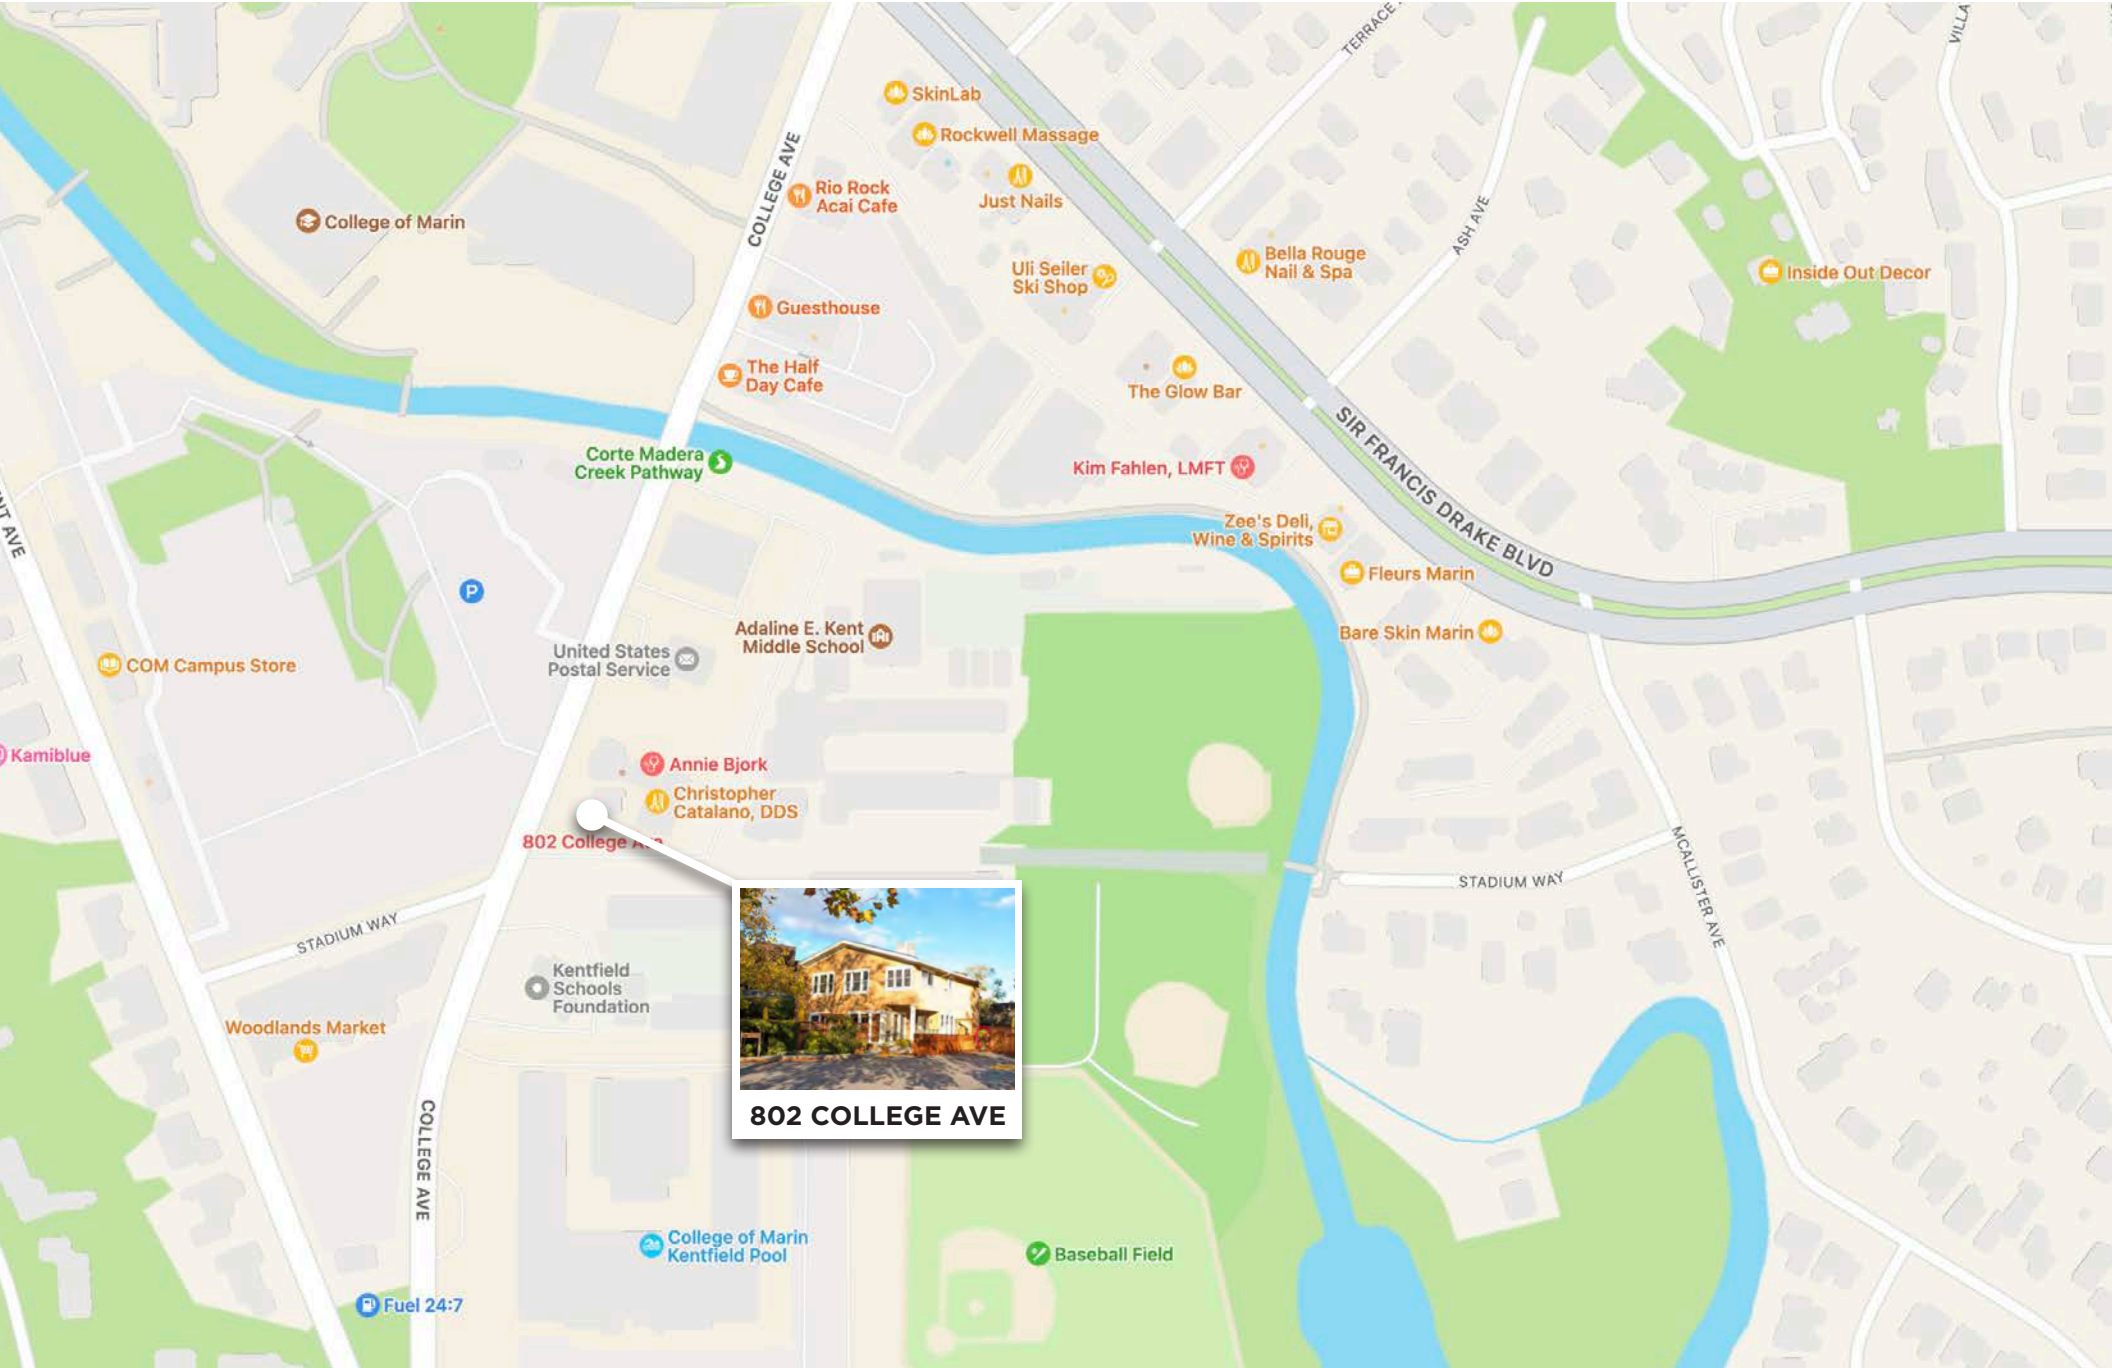 TERRACE
VILLA
SkinLab
Rockwell Massage
COLLEGE AVE
Rio Rock
Acai Cafe
Just Nails
College of Marin
ASH AVE
Uli Seiler
Ski Shop
Bella Rouge
Nail & Spa
Inside Out Decor
Guesthouse
The Half
Day Cafe
The Glow Bar
SIR FRANCIS DRAKE BLVD
Corte Madera
Creek Pathway
Kim Fahlen, LMFT
NT AVE
Zee's Deli,
Wine & Spirits
Fleurs Marin
P
Adaline E. Kent
Middle School
Bare Skin Marin
United States
Postal Service
COM Campus Store
Kamiblue
Annie Bjork
Christopher
Catalano, DDS
802 College Ave
STADIUM WAY
MCALLISTER AVE
STADIUM WAY
Kentfield
Schools
Foundation
Woodlands Market
802 COLLEGE AVE
COLLEGE AVE
College of Marin
Kentfield Pool
Baseball Field
Fuel 24:7